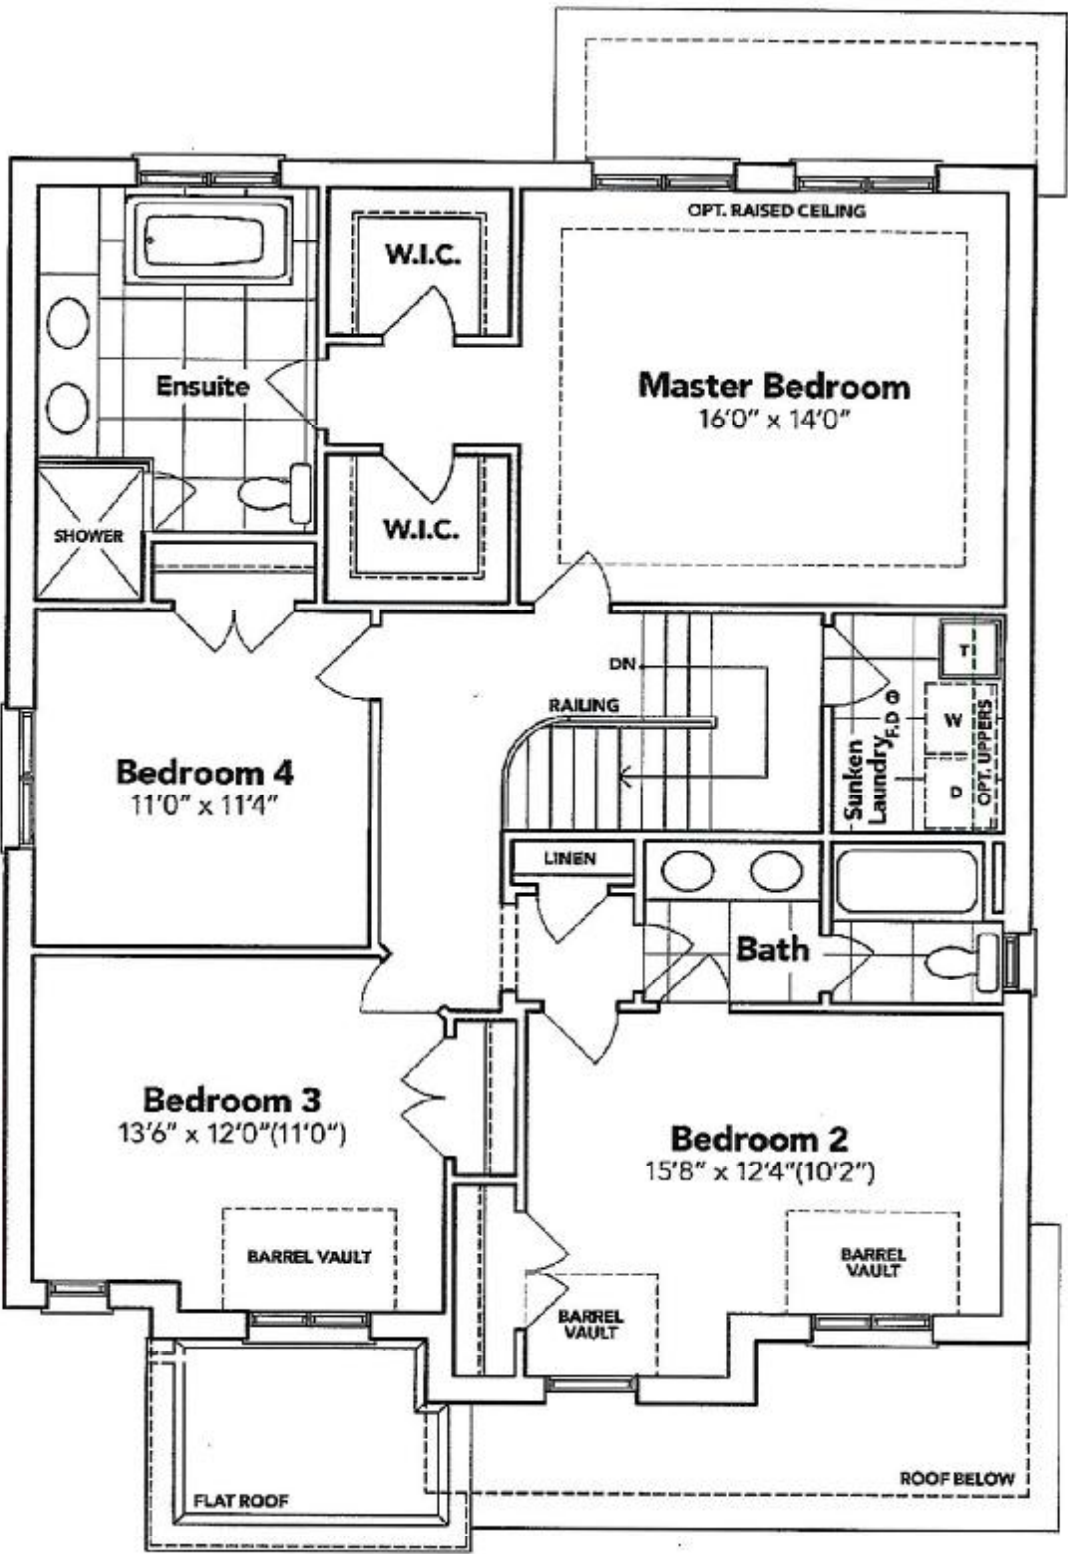 OPT. RAISED CEILING
W.I.C.
Master Bedroom
16'0" x 14'0"
Ensuite
W.I.C.
SHOWER
DN
RAILING
T
W
D
OPT. UPPERS
F.D
Sunken
Laundry
Bedroom 4
11'0" x 11'4"
LINEN
Bath
Bedroom 3
13'6" x 12'0"(11'0")
Bedroom 2
15'8" x 12'4"(10'2")
BARREL VAULT
BARREL
VAULT
BARREL
VAULT
FLAT ROOF
ROOF BELOW